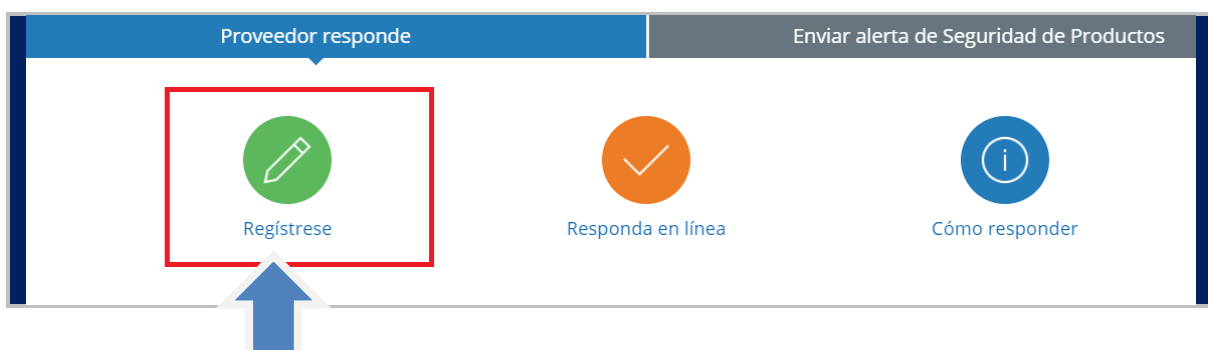 Proveedor responde
Enviar alerta de Seguridad de Productos
Regístrese
Responda en línea
Cómo responder